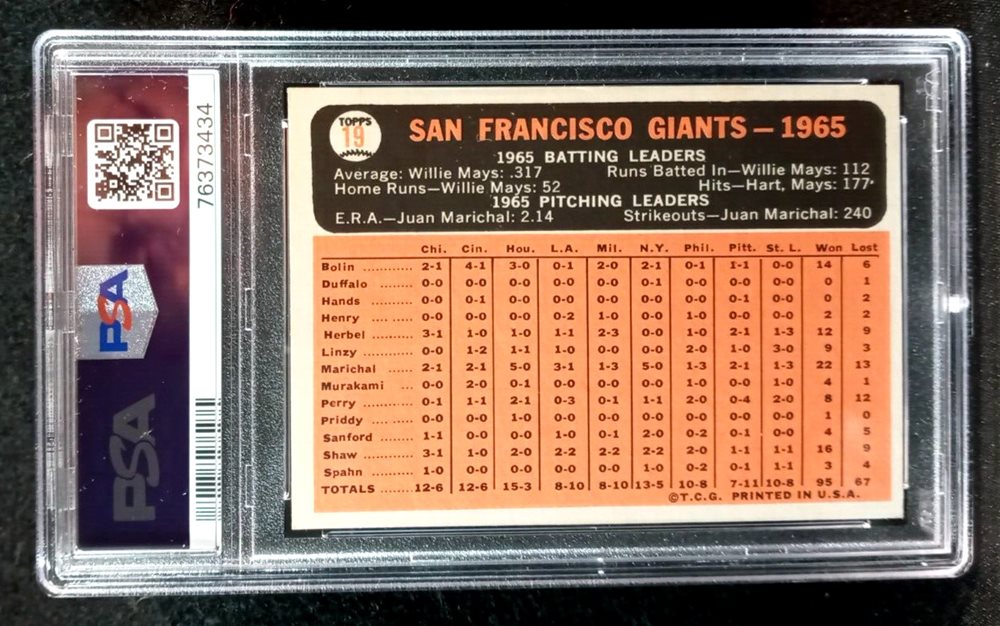 76373434
PSA
PSA
TOPPS
19
SAN FRANCISCO GIANTS — 1965
1965 BATTING LEADERS
Average: Willie Mays: .317 Runs Batted In—Willie Mays: 112
Home Runs—Willie Mays: 52 Hits—Hart, Mays: 177
1965 PITCHING LEADERS
E.R.A.—Juan Marichal: 2.14 Strikeouts—Juan Marichal: 240
Chi. Cin. Hou. L.A. Mil. N.Y. Phil. Pitt. St. L. Won Lost
Bolin ............ 2-1 4-1 3-0 0-1 2-0 2-1 0-1 1-1 0-0 14 6
Duffalo ........ 0-0 0-0 0-0 0-0 0-0 0-1 0-0 0-0 0-0 0 1
Hands .......... 0-0 0-1 0-0 0-0 0-0 0-0 0-0 0-1 0-0 0 2
Henry .... ..... 0-0 0-0 0-0 0-2 1-0 0-0 1-0 0-0 0-0 2 2
Herbel .......... 3-1 1-0 1-0 1-1 2-3 0-0 1-0 2-1 1-3 12 9
Linzy ............ 0-0 1-2 1-1 1-0 0-0 0-0 2-0 1-0 3-0 9 3
Marichal ....... 2-1 2-1 5-0 3-1 1-3 5-0 1-3 2-1 1-3 22 13
Murakami ... 0-0 2-0 0-1 0-0 0-0 0-0 1-0 0-0 1-0 4 1
Perry ............ 0-1 1-1 2-1 0-3 0-1 1-1 2-0 0-4 2-0 8 12
Priddy .... ..... 0-0 0-0 1-0 0-0 0-0 0-0 0-0 0-0 0-0 1 0
Sanford ........ 1-1 0-0 0-0 1-0 0-1 2-0 0-2 0-1 0-0 4 5
Shaw ............ 3-1 1-0 2-0 2-2 2-2 2-2 2-0 1-1 1-1 16 9
Spahn .......... 1-0 0-0 0-0 0-0 0-0 1-0 0-2 0-1 1-1 3 4
TOTALS ....... 12-6 12-6 15-3 8-10 8-10 13-5 10-8 7-11 10-8 95 67
©T.C.G. PRINTED IN U.S.A.